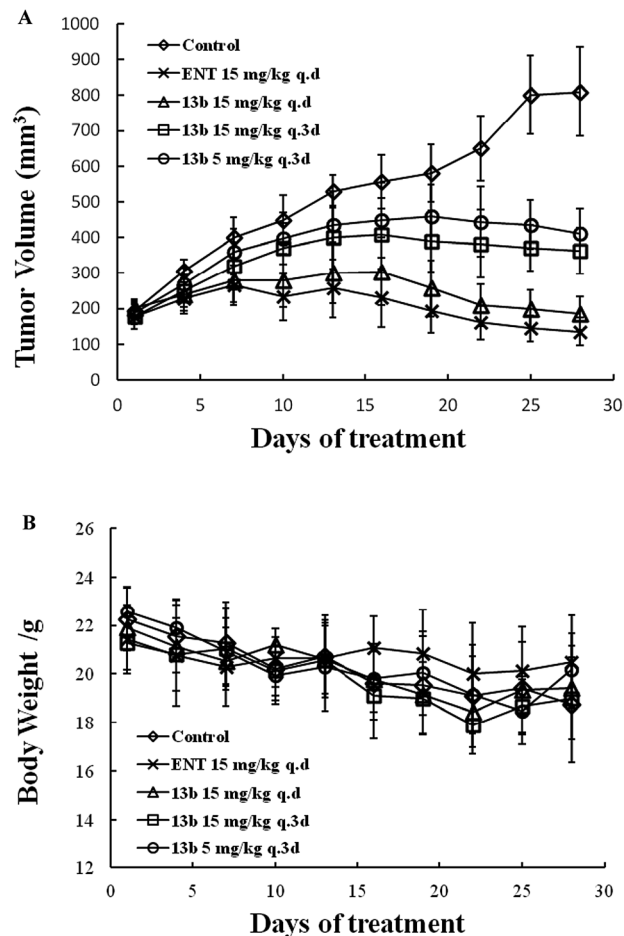 A
1000
900
800
700
600
500
400
300
200
100
0
Tumor Volume (mm³)
Control
ENT 15 mg/kg q.d
13b 15 mg/kg q.d
13b 15 mg/kg q.3d
13b 5 mg/kg q.3d
0 5 10 15 20 25 30
Days of treatment
B
26
24
22
20
18
16
14
12
Body Weight /g
Control
ENT 15 mg/kg q.d
13b 15 mg/kg q.d
13b 15 mg/kg q.3d
13b 5 mg/kg q.3d
0 5 10 15 20 25 30
Days of treatment